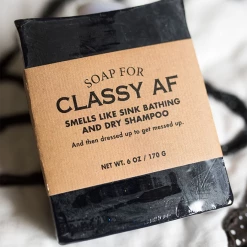 SOAP FOR
CLASSY AF
SMELLS LIKE SINK BATHING
AND DRY SHAMPOO
And then dressed up to get messed up.
NET WT. 6 OZ / 170 G